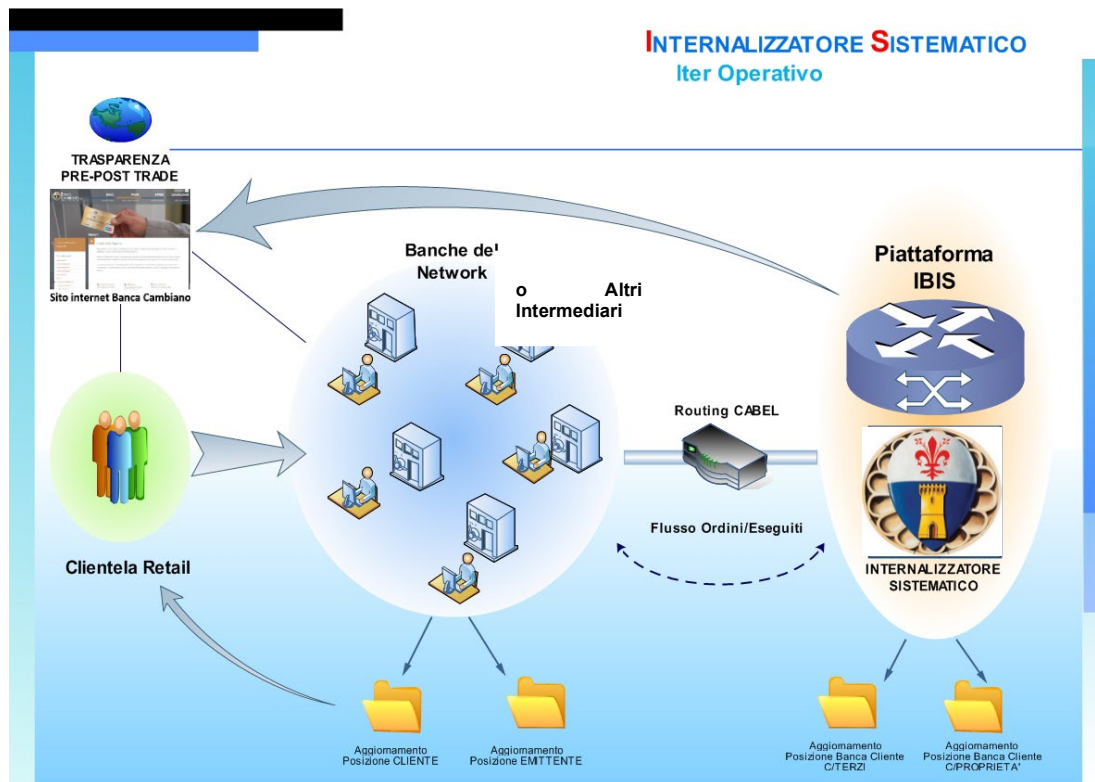 INTERNALIZZATORE SISTEMATICO
Iter Operativo
TRASPARENZA
PRE-POST TRADE
Sito internet Banca Cambiano
Banche del
Network
o Altri
Intermediari
Piattaforma
IBIS
Routing CABEL
Flusso Ordini/Eseguiti
INTERNALIZZATORE
SISTEMATICO
Clientela Retail
Aggiornamento
Posizione CLIENTE
Aggiornamento
Posizione EMITTENTE
Aggiornamento
Posizione Banca Cliente
C/TERZI
Aggiornamento
Posizione Banca Cliente
C/PROPRIETA'